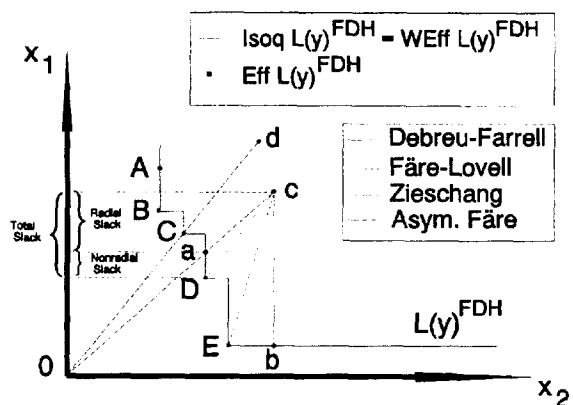 Isoq L(y)^FDH = WEff L(y)^FDH
• Eff L(y)^FDH
x1
d
Debreu-Farrell
Färe-Lovell
Zieschang
Asym. Färe
A
c
B
Total Slack
Radial Slack
C
a
Nonradial Slack
D
L(y)^FDH
E
0
b
x2